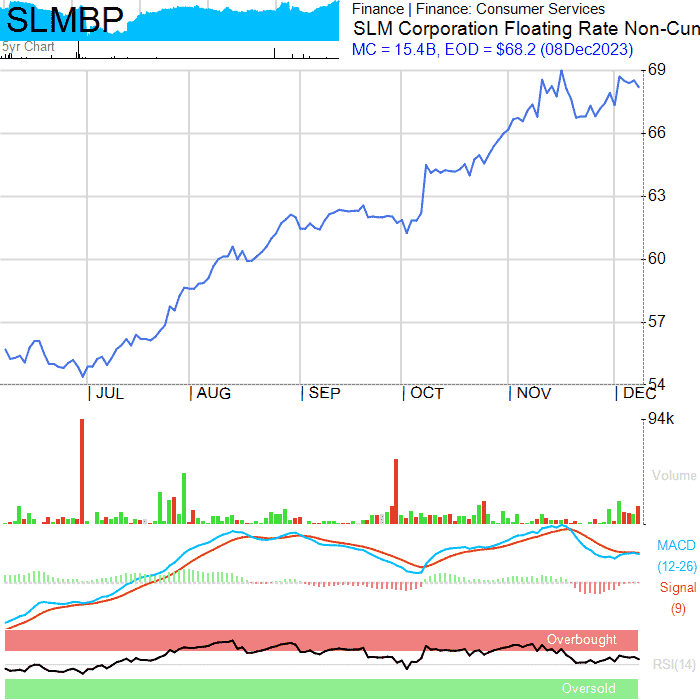 SLMBP
5yr Chart
Finance | Finance: Consumer Services
SLM Corporation Floating Rate Non-Cun
MC = 15.4B, EOD = $68.2 (08Dec2023)
69
66
63
60
57
54
| JUL | AUG | SEP | OCT | NOV | DEC
94k
Volume
MACD
(12-26)
Signal
(9)
Overbought
RSI(14)
Oversold